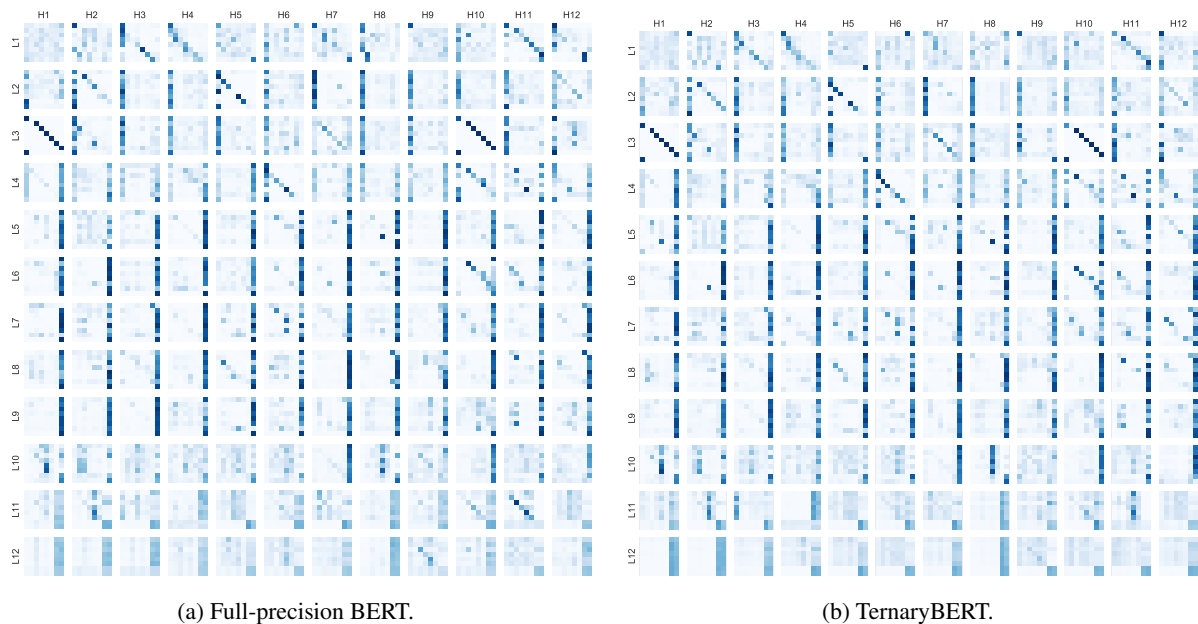 H1 H2 H3 H4 H5 H6 H7 H8 H9 H10 H11 H12
L1
L2
L3
L4
L5
L6
L7
L8
L9
L10
L11
L12
(a) Full-precision BERT.
H1 H2 H3 H4 H5 H6 H7 H8 H9 H10 H11 H12
L1
L2
L3
L4
L5
L6
L7
L8
L9
L10
L11
L12
(b) TernaryBERT.